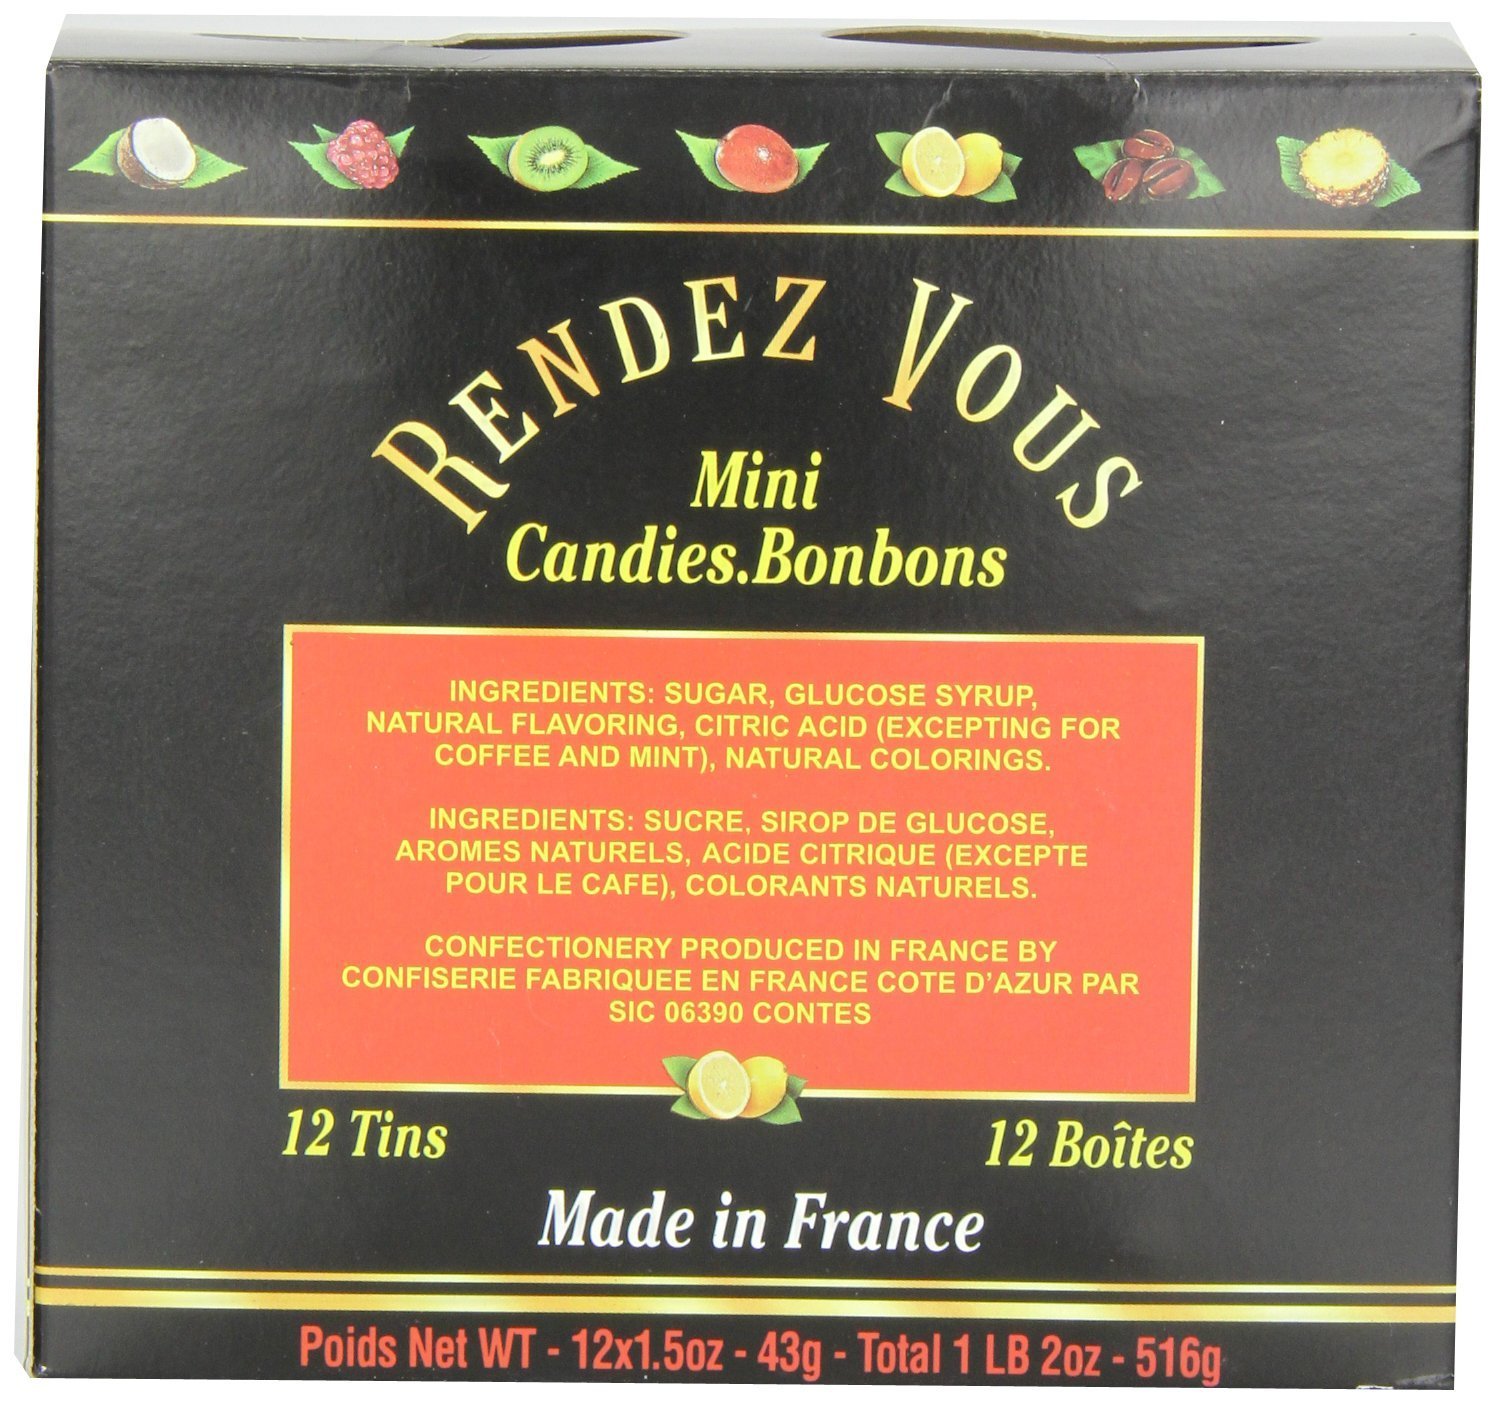 RENDEZ VOUS
Mini
Candies.Bonbons
INGREDIENTS: SUGAR, GLUCOSE SYRUP,
NATURAL FLAVORING, CITRIC ACID (EXCEPTING FOR
COFFEE AND MINT), NATURAL COLORINGS.
INGREDIENTS: SUCRE, SIROP DE GLUCOSE,
AROMES NATURELS, ACIDE CITRIQUE (EXCEPTE
POUR LE CAFE), COLORANTS NATURELS.
CONFECTIONERY PRODUCED IN FRANCE BY
CONFISERIE FABRIQUEE EN FRANCE COTE D'AZUR PAR
SIC 06390 CONTES
12 Tins 12 Boîtes
Made in France
Poids Net WT - 12x1.5oz - 43g - Total 1 LB 2oz - 516g